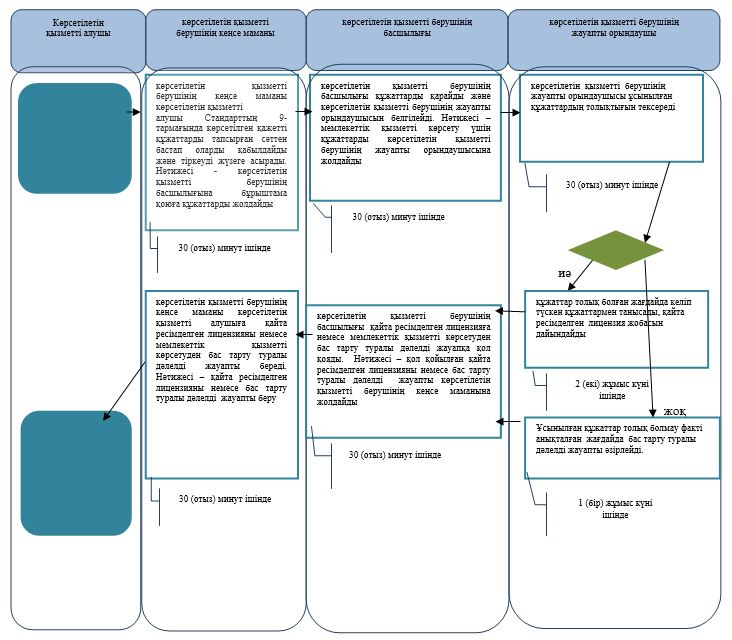 Көрсетілетін
қызметті алушы
көрсетілетін қызметті
берушінің кеңсе маманы
көрсетілетін қызметті берушінің
басшылығы
көрсетілетін қызметті берушінің
жауапты орындаушы
көрсетілетін қызметті
берушінің кеңсе маманы
көрсетілетін қызметті
алушы Стандарттың 9-
тармағында көрсетілген қажетті
құжаттарды тапсырған сәттен
бастап оларды қабылдайды
және тіркеуді жүзеге асырады.
Нәтижесі - көрсетілетін
қызметті берушінің
басшылығына бұрыштама
қоюға құжаттарды жолдайды
30 (отыз) минут ішінде
көрсетілетін қызметті берушінің
басшылығы құжаттарды қарайды және
көрсетілетін қызметті берушінің жауапты
орындаушысын белгілейді. Нәтижесі –
мемлекеттік қызметті көрсету үшін
құжаттарды көрсетілетін қызметті
берушінің жауапты орындаушысына
жолдайды
30 (отыз) минут ішінде
көрсетілетін қызметті берушінің
жауапты орындаушысы ұсынылған
құжаттардың толықтығын тексереді
30 (отыз) минут ішінде
иә
құжаттар толық болған жағдайда келіп
түскен құжаттармен танысады, қайта
ресімделген лицензия жобасын
дайындайды
2 (екі) жұмыс күні
ішінде
жоқ
Ұсынылған құжаттар толық болмау факті
анықталған жағдайда бас тарту туралы
дәлелді жауапты әзірлейді.
1 (бір) жұмыс күні
ішінде
көрсетілетін қызметті берушінің
басшылығы қайта ресімделген лицензияға
немесе мемлекеттік қызметті көрсетуден
бас тарту туралы дәлелді жауапқа қол
қояды. Нәтижесі – қол қойылған қайта
ресімделген лицензияны немесе бас тарту
туралы дәлелді жауапты көрсетілетін
қызметті берушінің кеңсе маманына
жолдайды
30 (отыз) минут ішінде
көрсетілетін қызметті берушінің
кеңсе маманы көрсетілетін
қызметті алушыға қайта
ресімделген лицензияны немесе
мемлекеттік қызметті
көрсетуден бас тарту туралы
дәлелді жауапты береді.
Нәтижесі – қайта ресімделген
лицензияны немесе бас тарту
туралы дәлелді жауапты беру
30 (отыз) минут ішінде